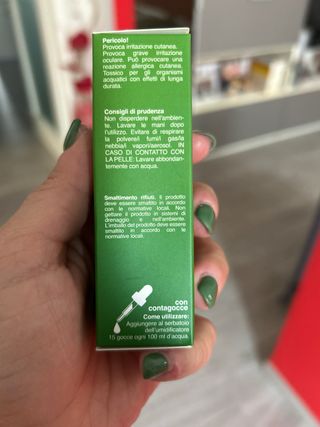 Pericolo!
Provoca irritazione cutanea.
Provoca grave irritazione
oculare. Può provocare una
reazione allergica cutanea.
Tossico per gli organismi
acquatici con effetti di lunga
durata.
Consigli di prudenza
Non disperdere nell'ambien-
te. Lavare le mani dopo
l'utilizzo. Evitare di respirare
la polvere/i fumi/i gas/la
nebbia/i vapori/aerosol. IN
CASO DI CONTATTO CON
LA PELLE: Lavare abbondan-
temente con acqua.
Smaltimento rifiuti. Il prodotto
deve essere smaltito in accordo
con le normative locali. Non
gettare il prodotto in sistemi di
drenaggio e nell'ambiente.
L'imballo del prodotto deve essere
smaltito in accordo con le
normative locali.
con
contagocce
Come utilizzare:
Aggiungere al serbatoio
dell'umidificatore
15 gocce ogni 100 ml d'acqua.